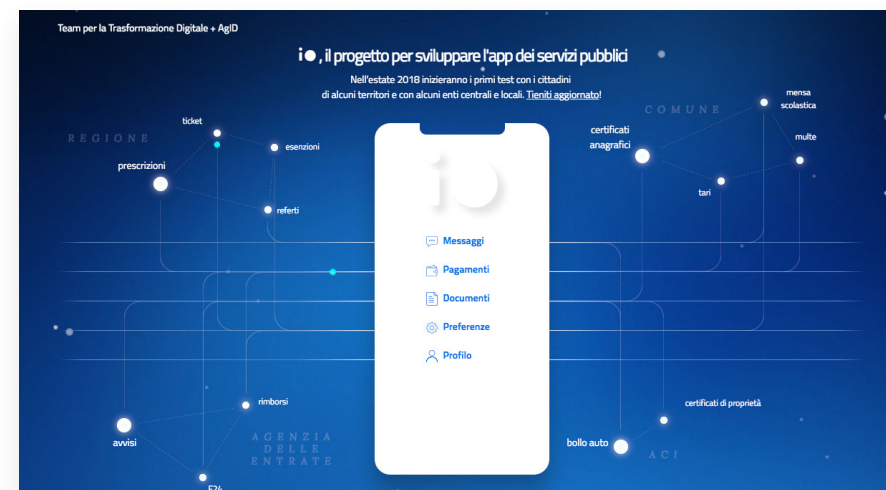 Team per la Trasformazione Digitale + AgID
io, il progetto per sviluppare l'app dei servizi pubblici
Nell'estate 2018 inizieranno i primi test con i cittadini
di alcuni territori e con alcuni enti centrali e locali. Tieniti aggiornato!
REGIONE
ticket
esenzioni
prescrizioni
referti
COMUNE
mensa
scolastica
certificati
anagrafici
multe
tari
io
Messaggi
Pagamenti
Documenti
Preferenze
Profilo
rimborsi
avvisi
AGENZIA
DELLE
ENTRATE
F24
certificati di proprietà
bollo auto
ACI